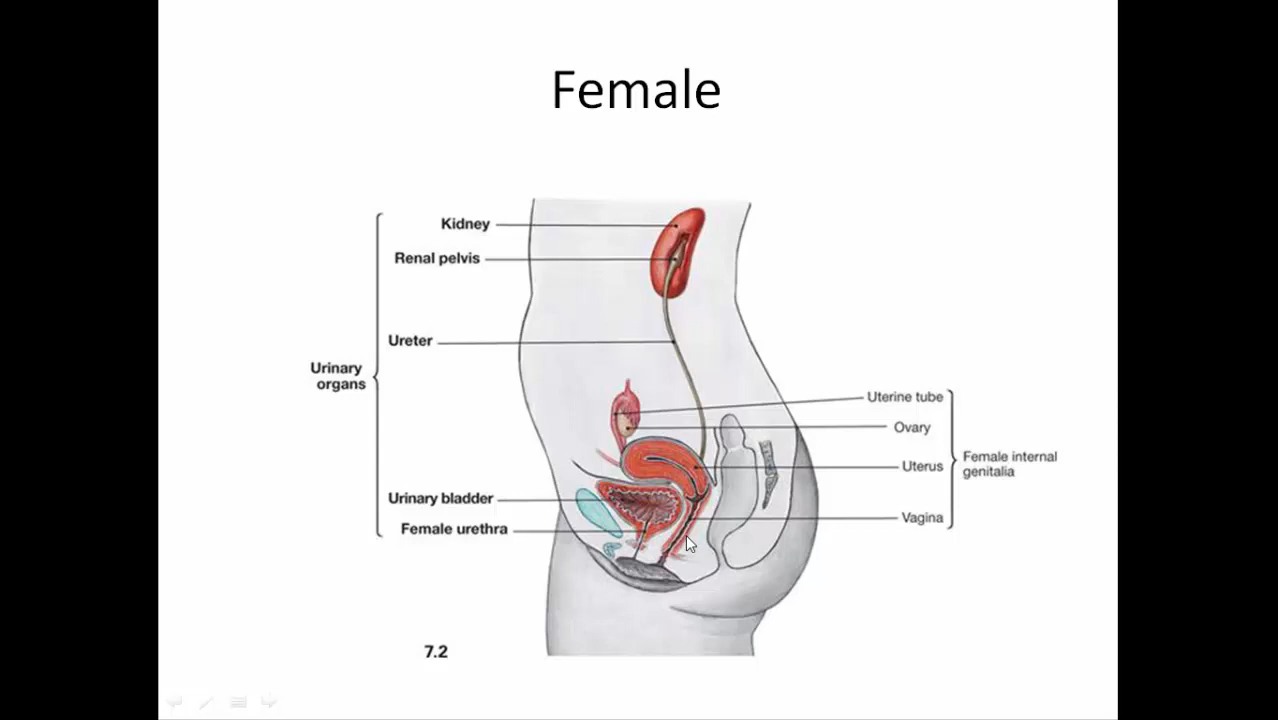 Female
Kidney
Renal pelvis
Ureter
Urinary
organs
Urinary bladder
Female urethra
Uterine tube
Ovary
Uterus
Vagina
Female internal
genitalia
7.2